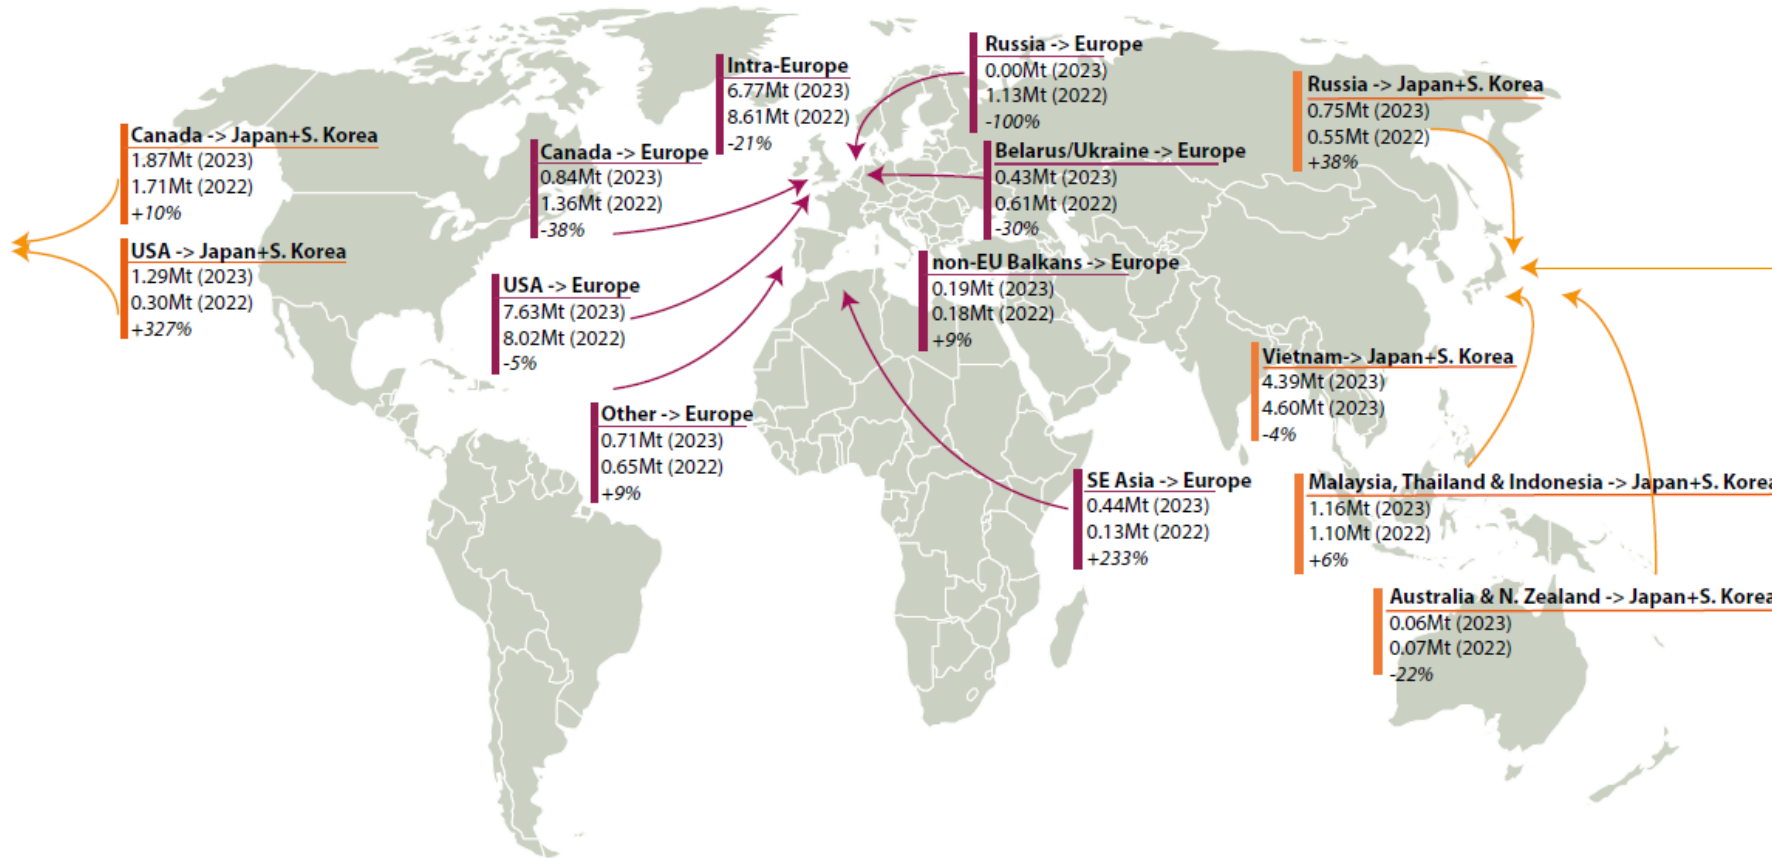 Russia -> Europe
0.00Mt (2023)
1.13Mt (2022)
-100%
Intra-Europe
6.77Mt (2023)
8.61Mt (2022)
-21%
Russia -> Japan+S. Korea
0.75Mt (2023)
0.55Mt (2022)
+38%
Canada -> Japan+S. Korea
1.87Mt (2023)
1.71Mt (2022)
+10%
Canada -> Europe
0.84Mt (2023)
1.36Mt (2022)
-38%
Belarus/Ukraine -> Europe
0.43Mt (2023)
0.61Mt (2022)
-30%
USA -> Japan+S. Korea
1.29Mt (2023)
0.30Mt (2022)
+327%
USA -> Europe
7.63Mt (2023)
8.02Mt (2022)
-5%
non-EU Balkans -> Europe
0.19Mt (2023)
0.18Mt (2022)
+9%
Vietnam-> Japan+S. Korea
4.39Mt (2023)
4.60Mt (2023)
-4%
Other -> Europe
0.71Mt (2023)
0.65Mt (2022)
+9%
SE Asia -> Europe
0.44Mt (2023)
0.13Mt (2022)
+233%
Malaysia, Thailand & Indonesia -> Japan+S. Korea
1.16Mt (2023)
1.10Mt (2022)
+6%
Australia & N. Zealand -> Japan+S. Korea
0.06Mt (2023)
0.07Mt (2022)
-22%